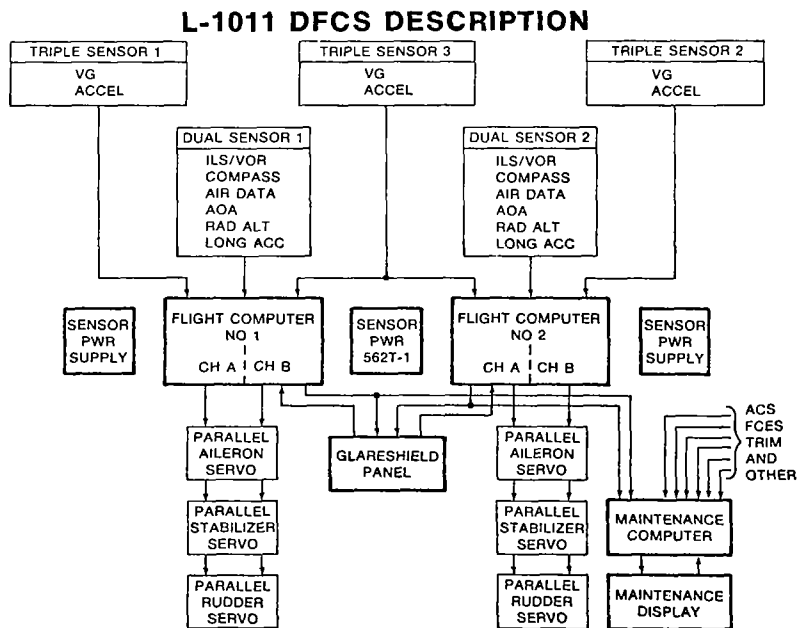 L-1011 DFCS DESCRIPTION
TRIPLE SENSOR 1
VG
ACCEL
TRIPLE SENSOR 3
VG
ACCEL
TRIPLE SENSOR 2
VG
ACCEL
DUAL SENSOR 1
ILS/VOR
COMPASS
AIR DATA
AOA
RAD ALT
LONG ACC
DUAL SENSOR 2
ILS/VOR
COMPASS
AIR DATA
AOA
RAD ALT
LONG ACC
SENSOR
PWR
SUPPLY
FLIGHT COMPUTER
NO 1
CH A
CH B
SENSOR
PWR
562T-1
FLIGHT COMPUTER
NO 2
CH A
CH B
SENSOR
PWR
SUPPLY
PARALLEL
AILERON
SERVO
PARALLEL
STABILIZER
SERVO
PARALLEL
RUDDER
SERVO
GLARESHIELD
PANEL
PARALLEL
AILERON
SERVO
PARALLEL
STABILIZER
SERVO
PARALLEL
RUDDER
SERVO
ACS
FCES
TRIM
AND
OTHER
MAINTENANCE
COMPUTER
MAINTENANCE
DISPLAY